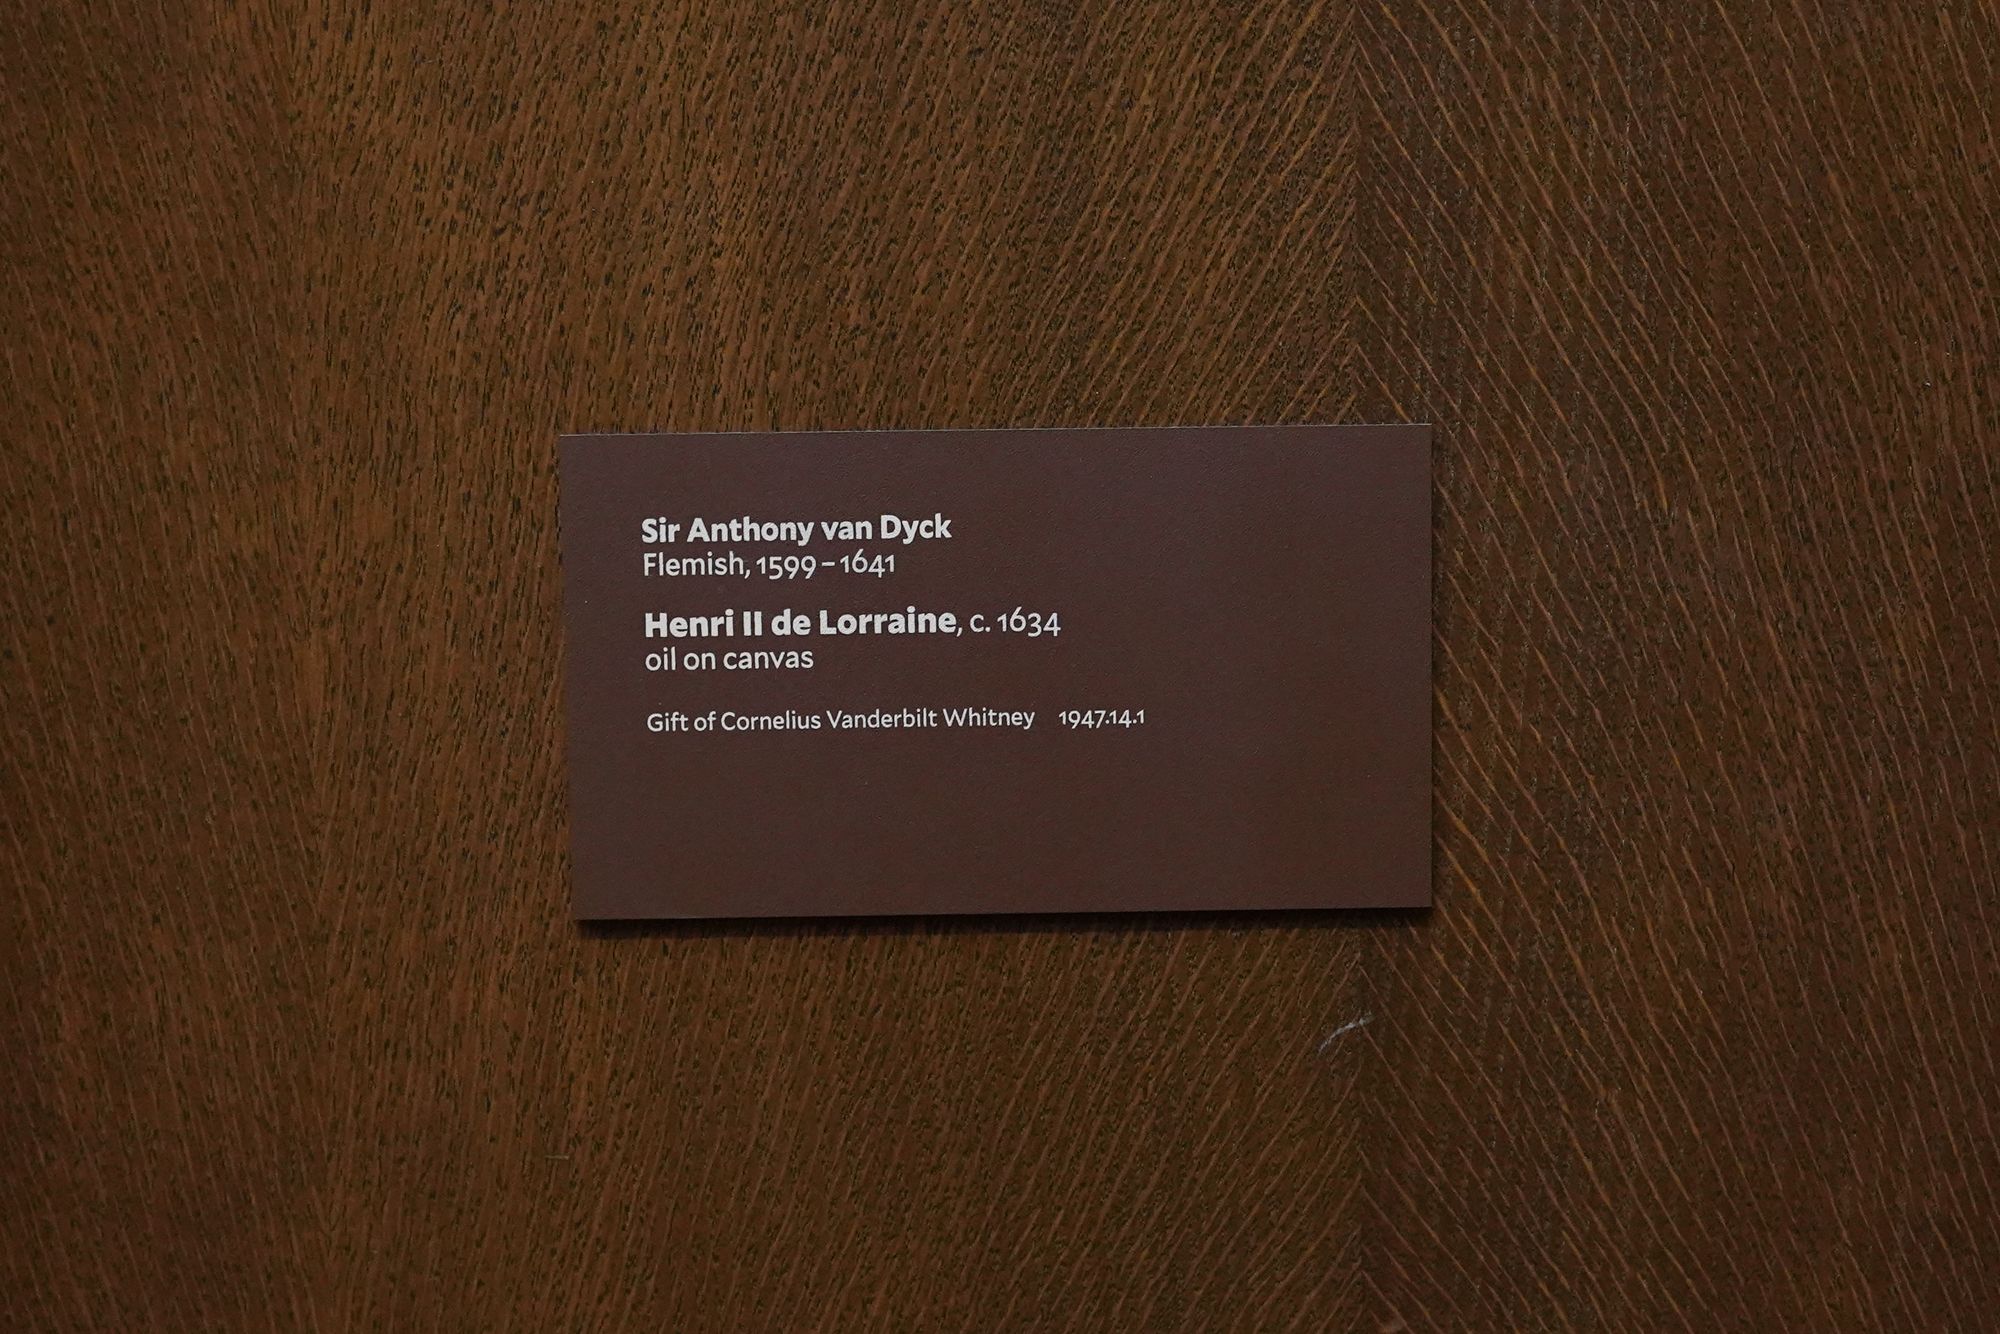 Sir Anthony van Dyck
Flemish, 1599 – 1641
Henri II de Lorraine, c. 1634
oil on canvas
Gift of Cornelius Vanderbilt Whitney 1947.14.1